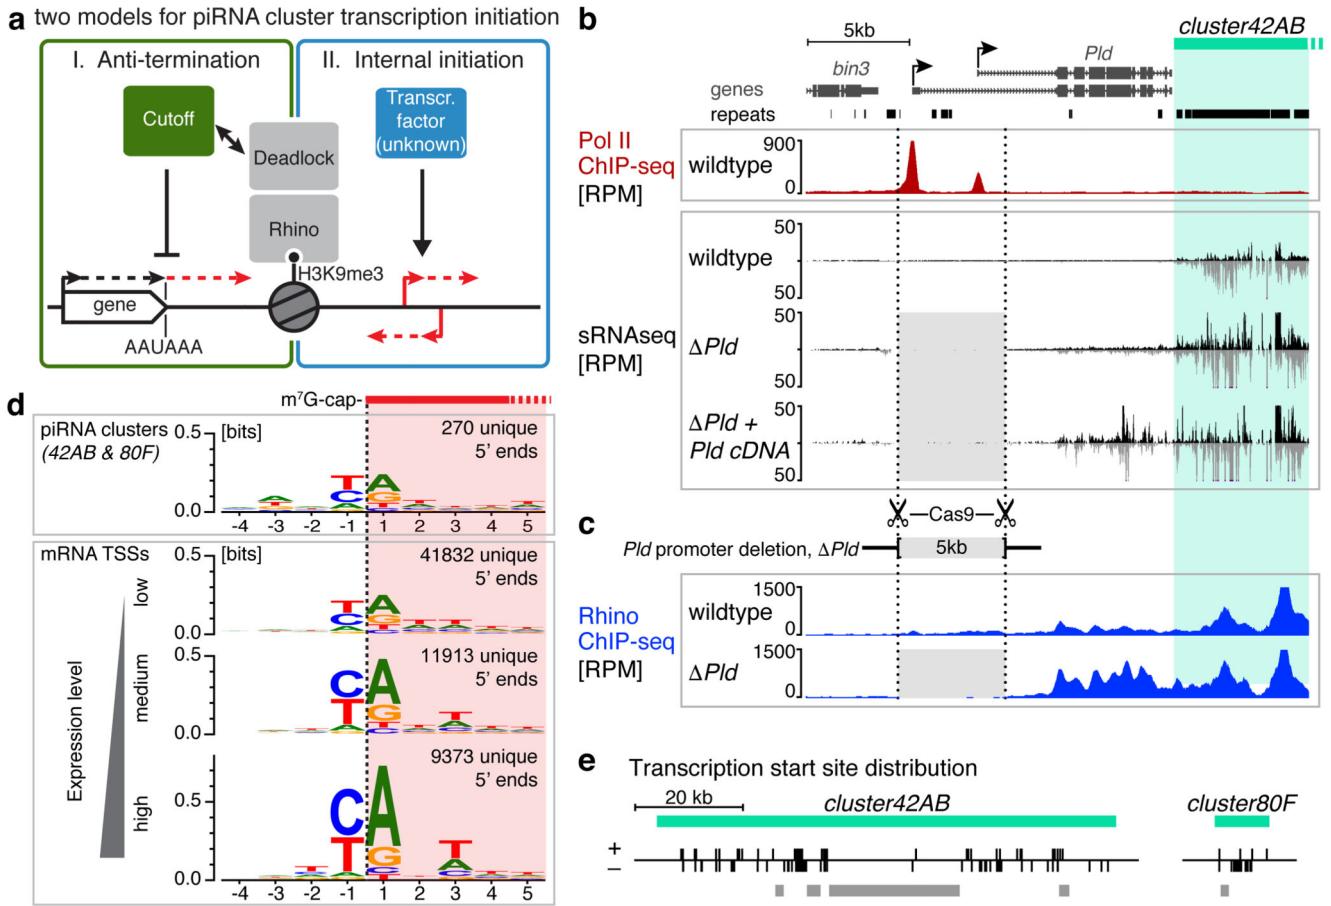 a two models for piRNA cluster transcription initiation
I. Anti-termination
II. Internal initiation
Cutoff
Deadlock
Rhino
Transcr.
factor
(unknown)
H3K9me3
gene
AAUAAA
b
5kb
cluster42AB
bin3
Pld
genes
repeats
Pol II
ChIP-seq
[RPM]
wildtype
900
0
sRNAseq
[RPM]
wildtype
50
50
ΔPld
50
50
ΔPld +
Pld cDNA
50
50
Cas9
c
Pld promoter deletion, ΔPld
5kb
Rhino
ChIP-seq
[RPM]
wildtype
1500
0
ΔPld
1500
0
d
m⁷G-cap-
piRNA clusters
(42AB & 80F)
0.5
[bits]
270 unique
5' ends
T
C
A
A
G
0.0
-4 -3 -2 -1 1 2 3 4 5
mRNA TSSs
Expression level
low
0.5
[bits]
41832 unique
5' ends
T
C
A
G
0.0
medium
0.5
11913 unique
5' ends
C
T
A
G
T
A
0.0
high
9373 unique
5' ends
0.5
C
T
A
G
C
T
A
0.0
-4 -3 -2 -1 1 2 3 4 5
e Transcription start site distribution
20 kb
cluster42AB
cluster80F
+
–